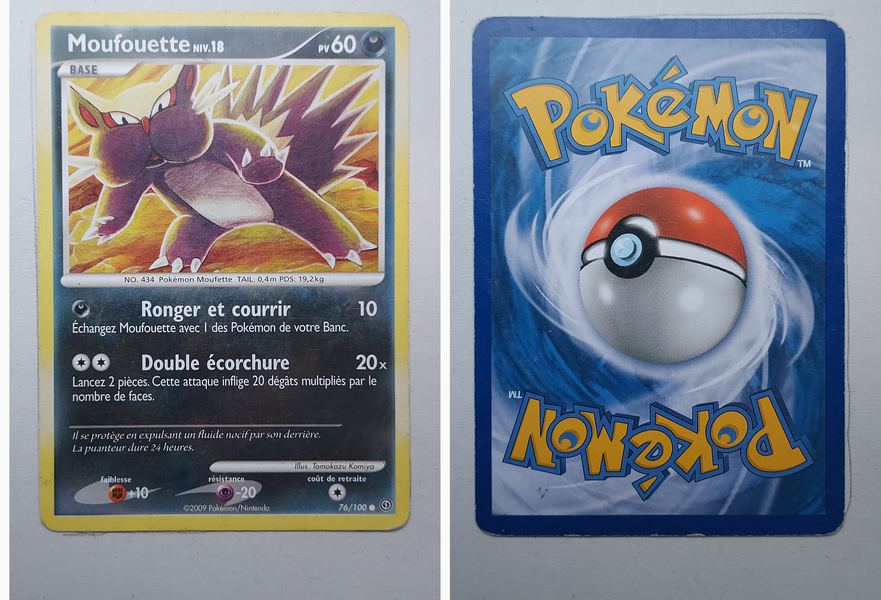 Moufouette NIV.18 PV 60
BASE
NO. 434 Pokémon Moufette TAIL: 0,4m PDS: 19,2kg
Ronger et courrir 10
Échangez Moufouette avec 1 des Pokémon de votre Banc.
Double écorchure 20x
Lancez 2 pièces. Cette attaque inflige 20 dégâts multipliés par le
nombre de faces.
Il se protège en expulsant un fluide nocif par son derrière.
La puanteur dure 24 heures.
Illus. Tomokazu Komiya
faiblesse résistance coût de retraite
+10 -20
©2009 Pokémon/Nintendo 76/100
POKéMON
TM
TM
POKéMON